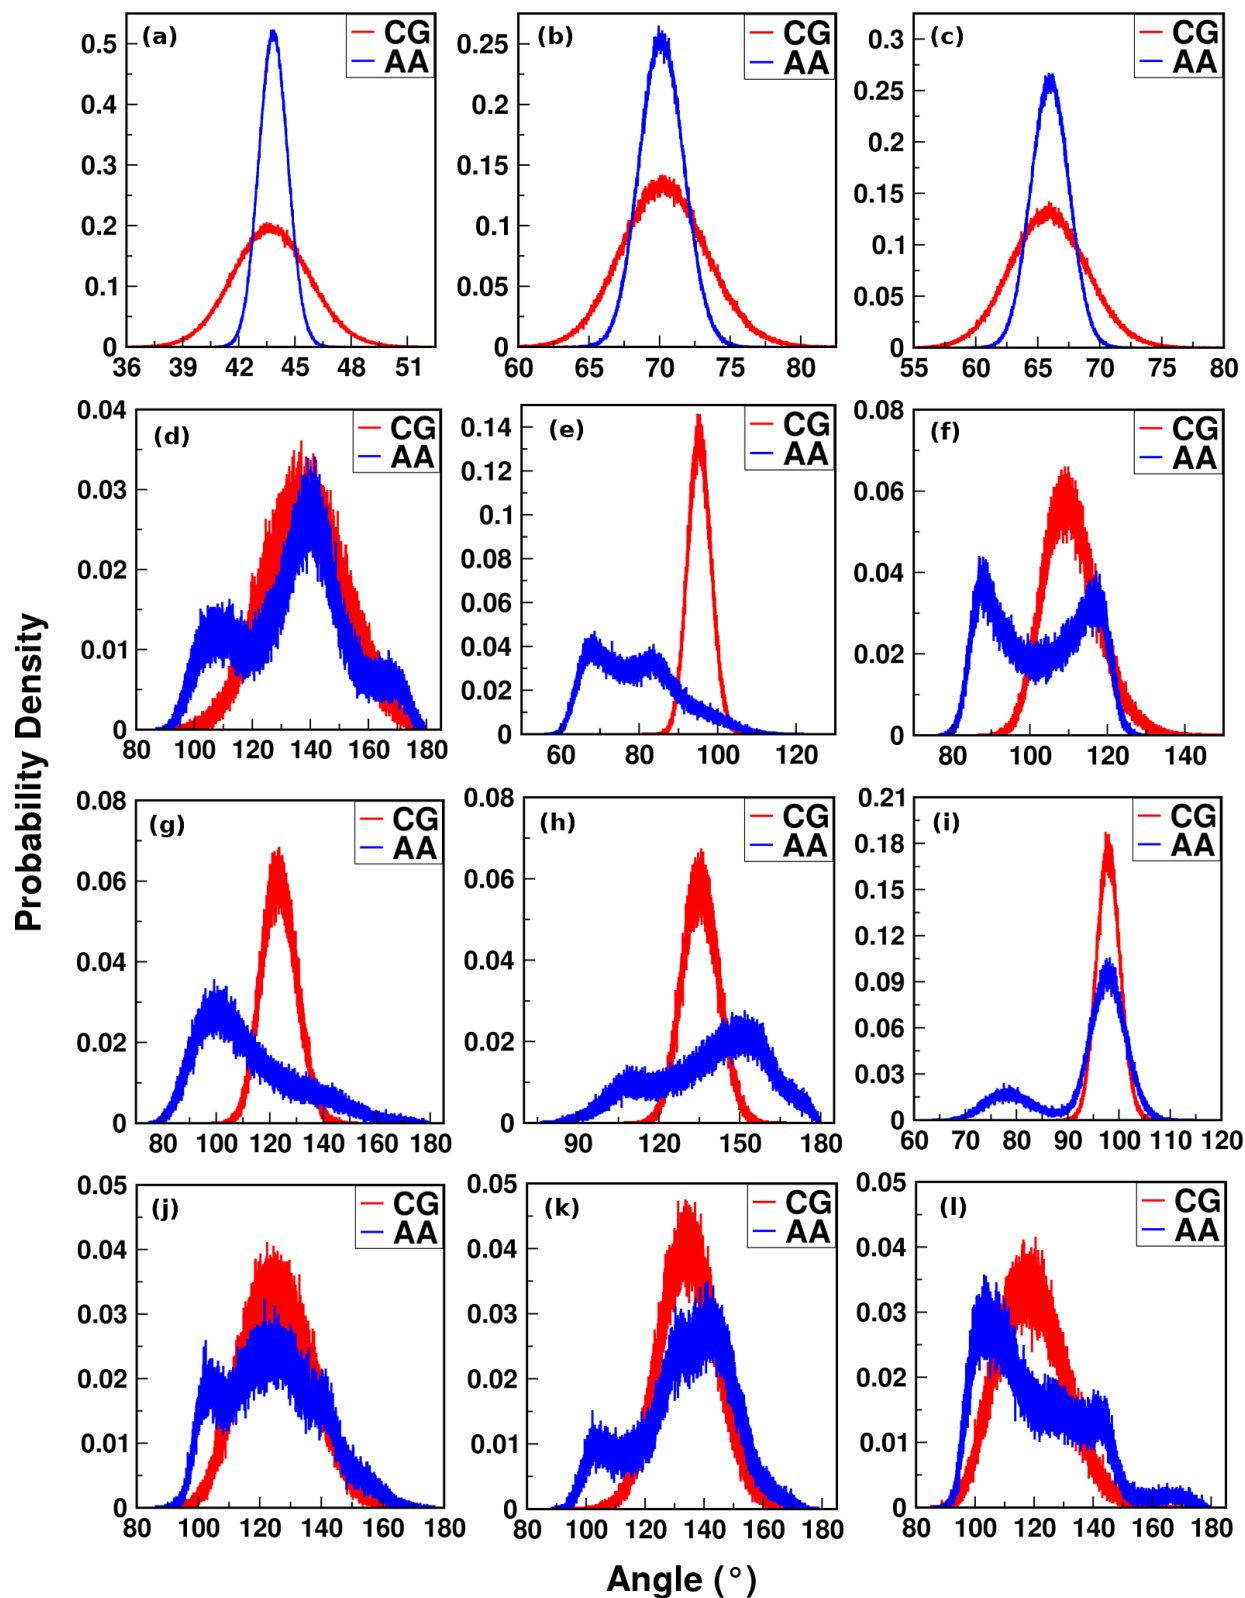 Probability Density
(a)
CG
AA
0.5
0.4
0.3
0.2
0.1
0
36 39 42 45 48 51
(b)
CG
AA
0.25
0.2
0.15
0.1
0.05
0
60 65 70 75 80
(c)
CG
AA
0.3
0.25
0.2
0.15
0.1
0.05
0
55 60 65 70 75 80
(d)
CG
AA
0.04
0.03
0.02
0.01
0
80 100 120 140 160 180
(e)
CG
AA
0.14
0.12
0.1
0.08
0.06
0.04
0.02
0
60 80 100 120
(f)
CG
AA
0.08
0.06
0.04
0.02
0
80 100 120 140
(g)
CG
AA
0.08
0.06
0.04
0.02
0
80 100 120 140 160 180
(h)
CG
AA
0.08
0.06
0.04
0.02
0
90 120 150 180
(i)
CG
AA
0.21
0.18
0.15
0.12
0.09
0.06
0.03
0
60 70 80 90 100 110 120
(j)
CG
AA
0.05
0.04
0.03
0.02
0.01
0
80 100 120 140 160 180
(k)
CG
AA
0.05
0.04
0.03
0.02
0.01
0
80 100 120 140 160 180
(l)
CG
AA
0.05
0.04
0.03
0.02
0.01
0
80 100 120 140 160 180
Angle (°)